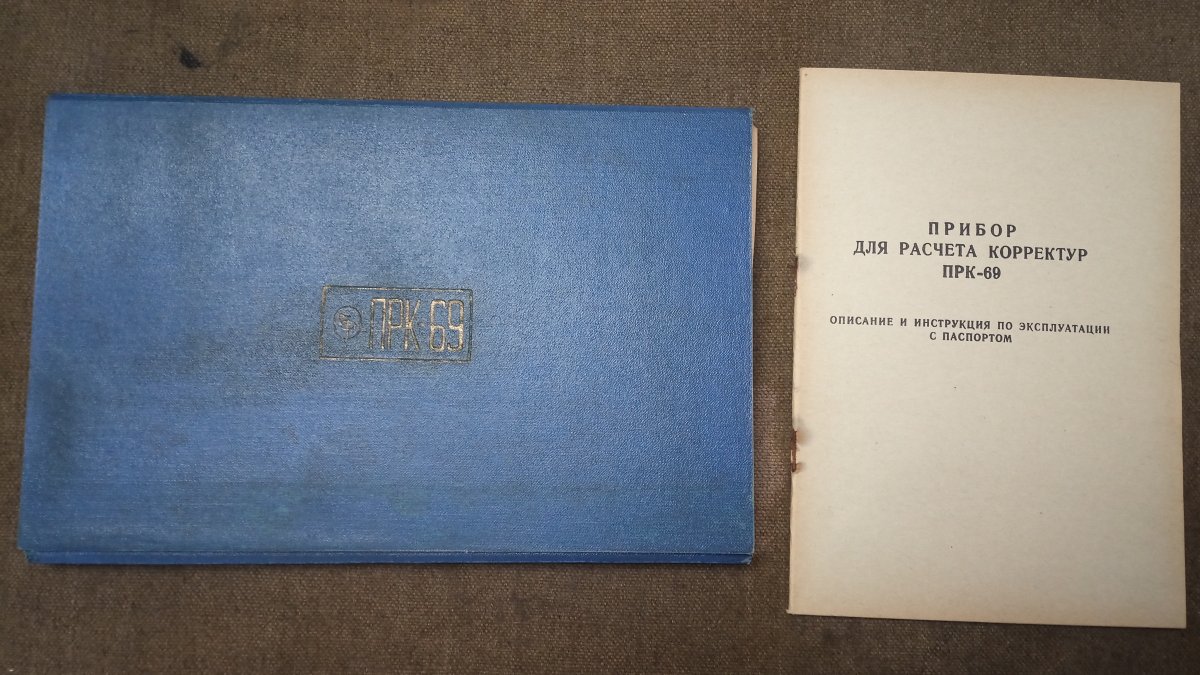 ПРК-69
ПРИБОР
ДЛЯ РАСЧЕТА КОРРЕКТУР
ПРК-69
ОПИСАНИЕ И ИНСТРУКЦИЯ ПО ЭКСПЛУАТАЦИИ
С ПАСПОРТОМ